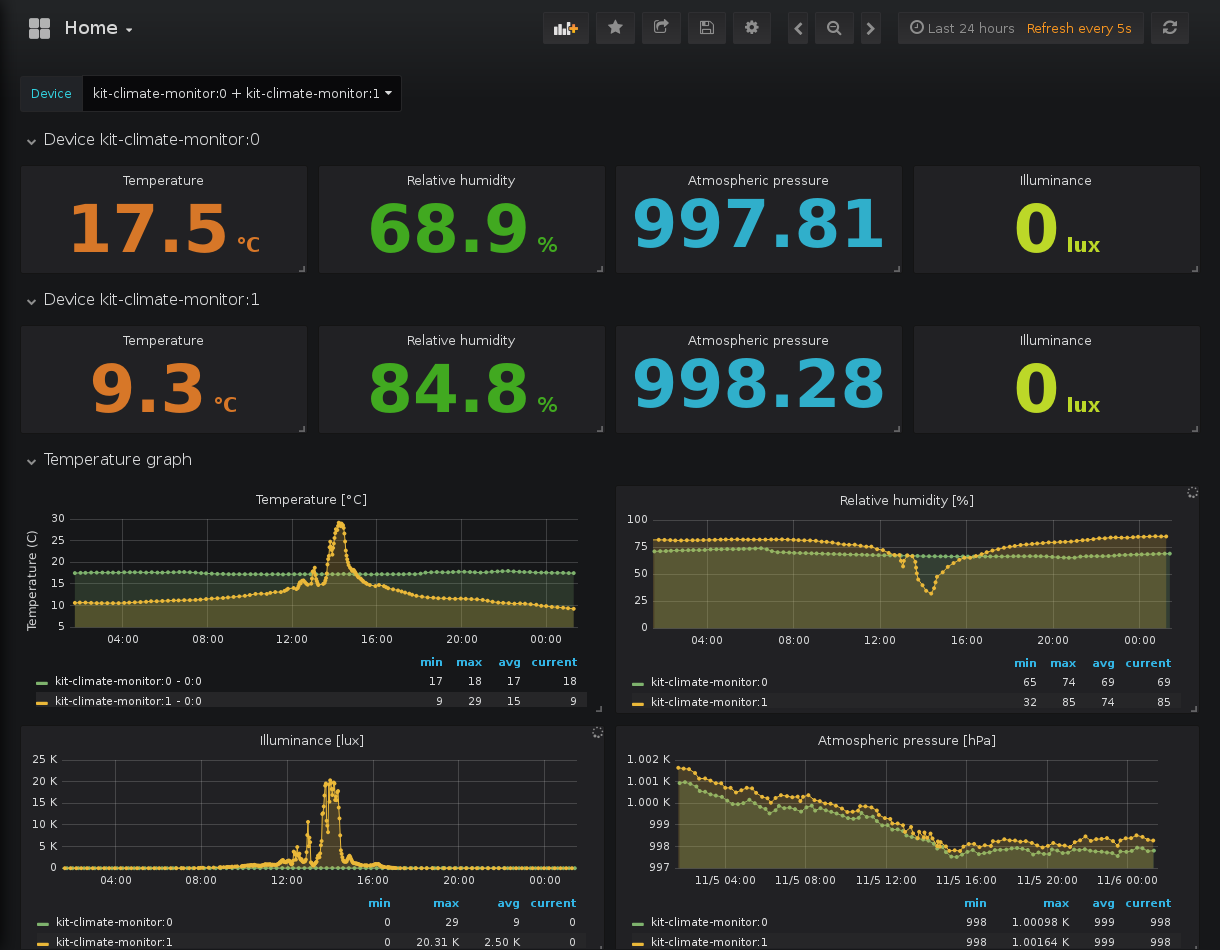 Home
Last 24 hours Refresh every 5s
Device kit-climate-monitor:0 + kit-climate-monitor:1
Device kit-climate-monitor:0
Temperature Relative humidity Atmospheric pressure Illuminance
17.5 °C 68.9 % 997.81 0 lux
Device kit-climate-monitor:1
Temperature Relative humidity Atmospheric pressure Illuminance
9.3 °C 84.8 % 998.28 0 lux
Temperature graph
Temperature [°C]
Temperature (C)
30
25
20
15
10
5
04:00 08:00 12:00 16:00 20:00 00:00
min max avg current
kit-climate-monitor:0 - 0:0 17 18 17 18
kit-climate-monitor:1 - 0:0 9 29 15 9
Relative humidity [%]
100
75
50
25
0
04:00 08:00 12:00 16:00 20:00 00:00
min max avg current
kit-climate-monitor:0 65 74 69 69
kit-climate-monitor:1 32 85 74 85
Illuminance [lux]
25 K
20 K
15 K
10 K
5 K
0
04:00 08:00 12:00 16:00 20:00 00:00
min max avg current
kit-climate-monitor:0 0 29 9 0
kit-climate-monitor:1 0 20.31 K 2.50 K 0
Atmospheric pressure [hPa]
1.002 K
1.001 K
1.000 K
999
998
997
11/5 04:00 11/5 08:00 11/5 12:00 11/5 16:00 11/5 20:00 11/6 00:00
min max avg current
kit-climate-monitor:0 998 1.00098 K 999 998
kit-climate-monitor:1 998 1.00164 K 999 998